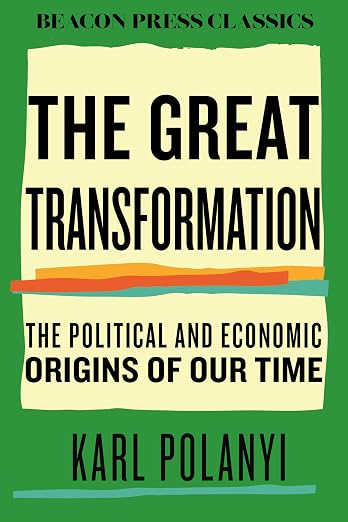 BEACON PRESS CLASSICS
THE GREAT
TRANSFORMATION
THE POLITICAL AND ECONOMIC
ORIGINS OF OUR TIME
KARL POLANYI